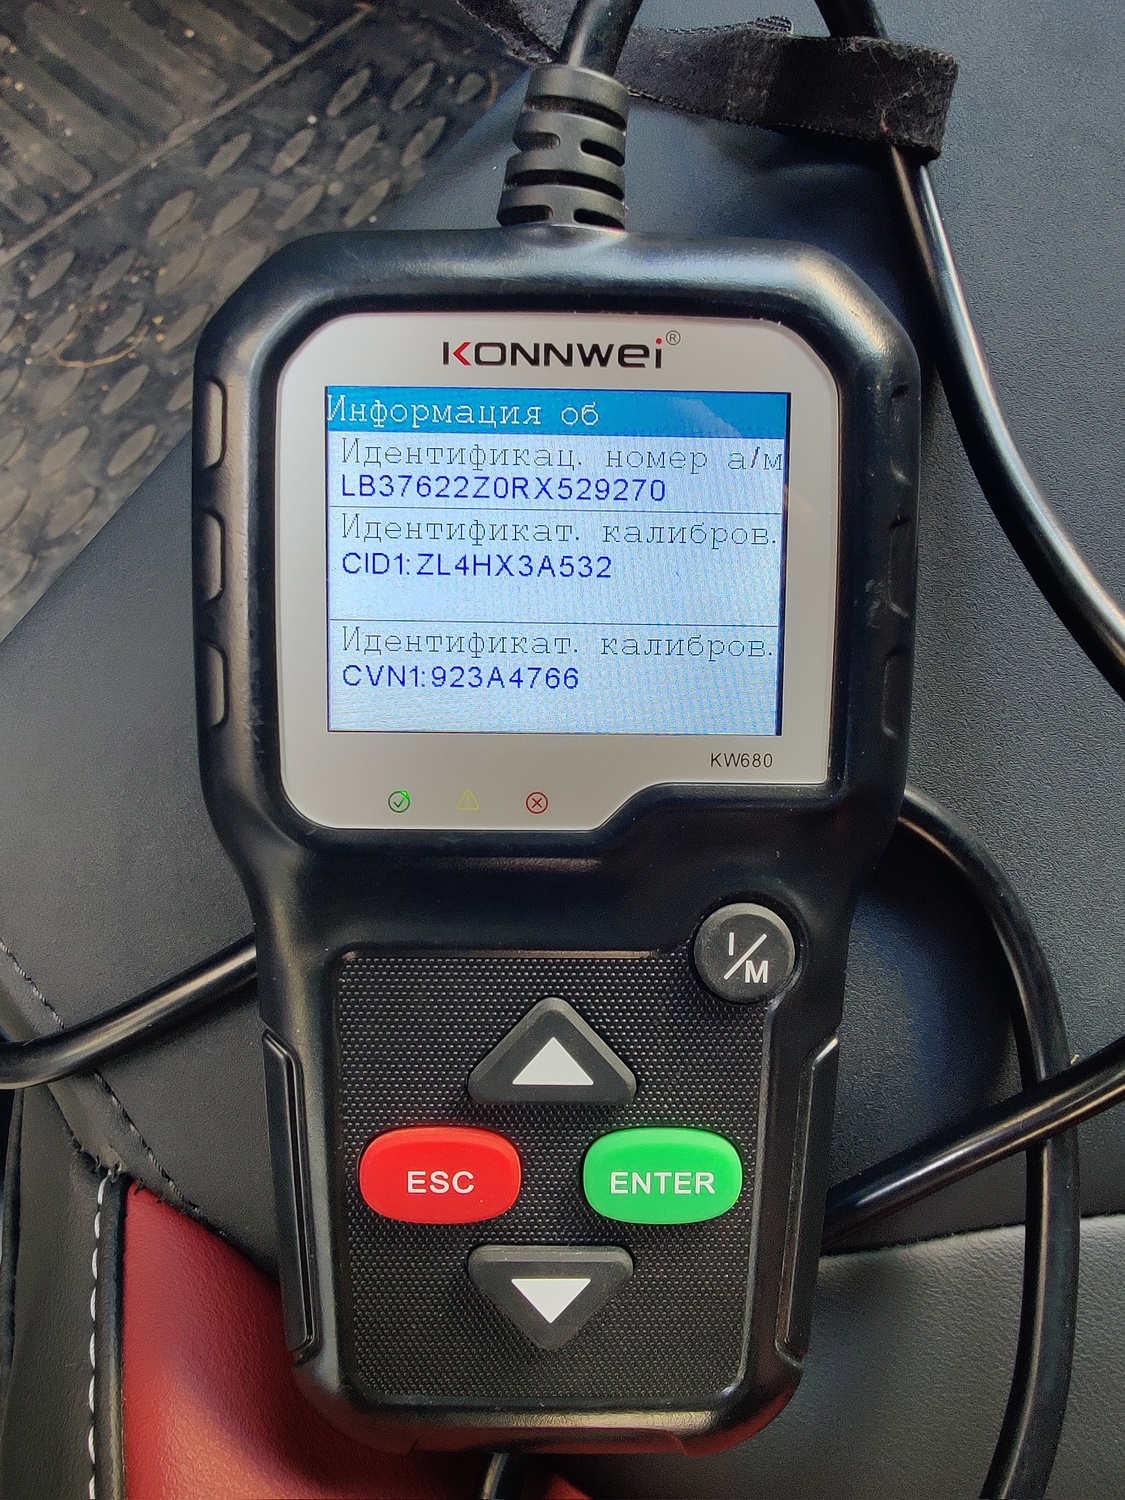 KONNWEI®
Информация об
Идентификац. номер а/м
LB37622Z0RX529270
Идентификат. калибров.
CID1:ZL4HX3A532
Идентификат. калибров.
CVN1:923A4766
KW680
I/M
ESC
ENTER